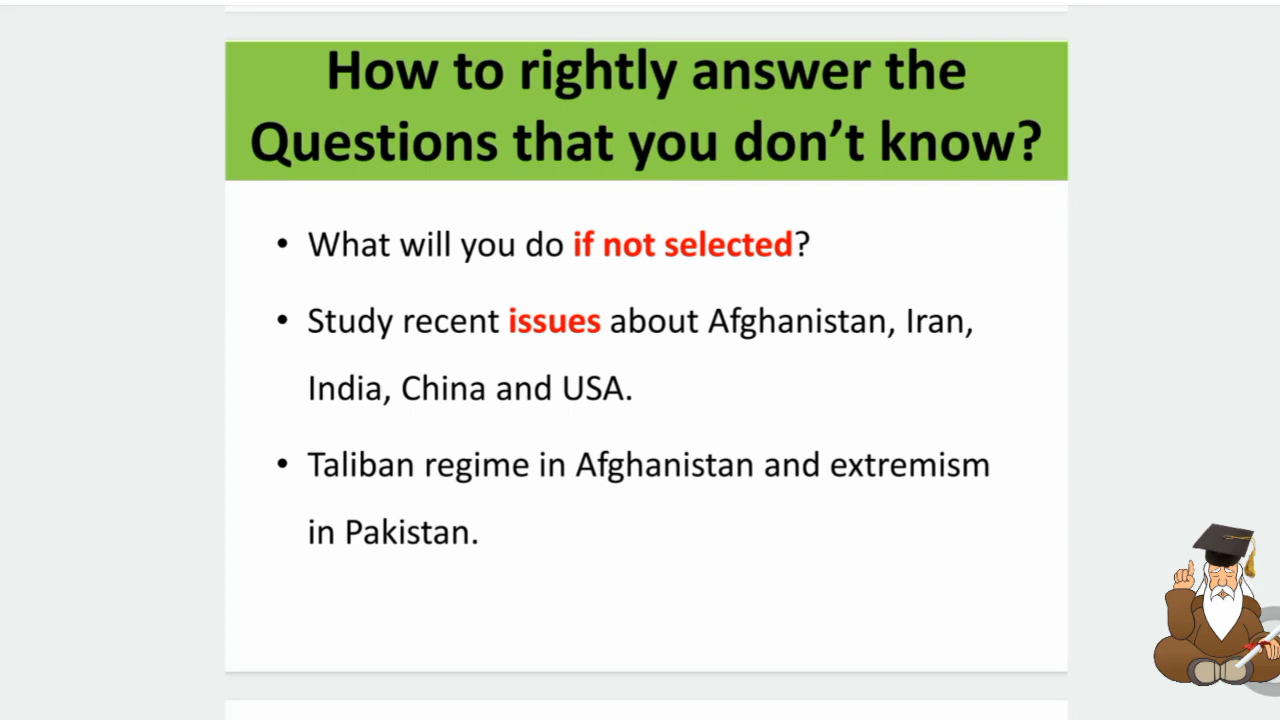 How to rightly answer the
Questions that you don’t know?
• What will you do if not selected?
• Study recent issues about Afghanistan, Iran,
India, China and USA.
• Taliban regime in Afghanistan and extremism
in Pakistan.